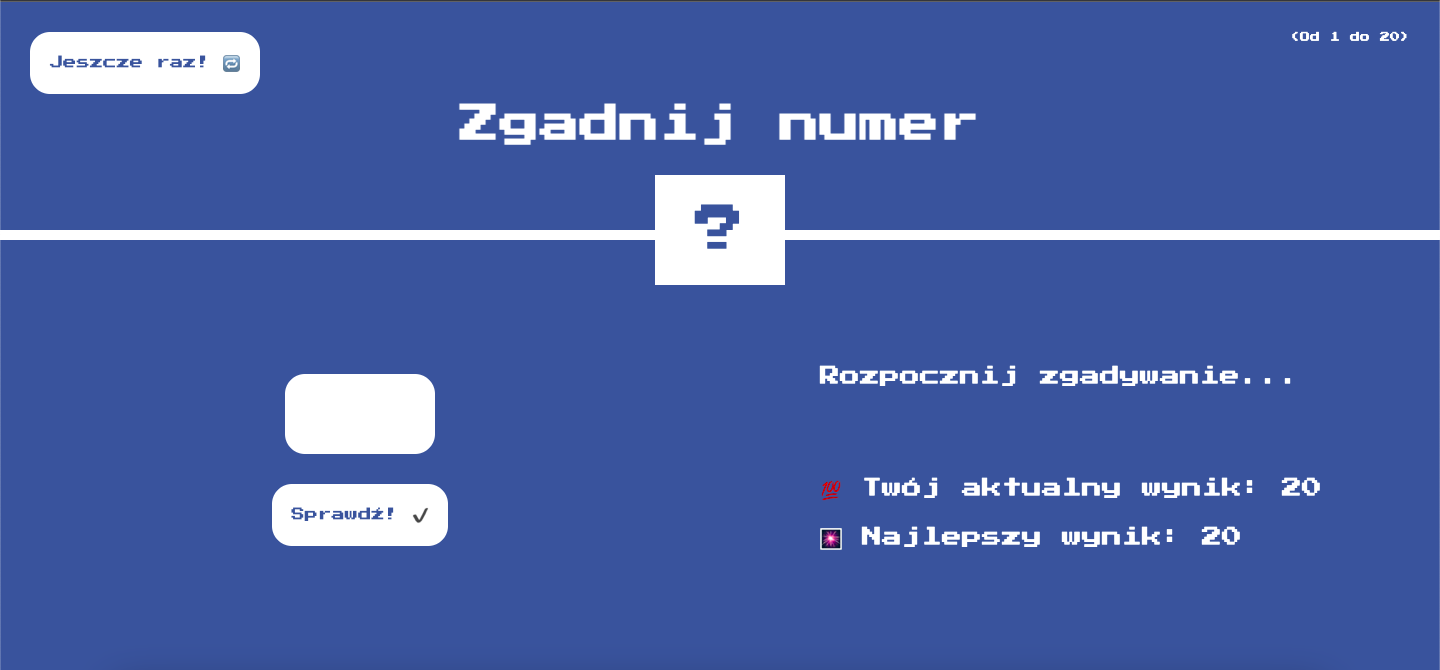 Jeszcze raz! 🔁
(Od 1 do 20)
Zgadnij numer
?
Rozpocznij zgadywanie...
💯 Twój aktualny wynik: 20
Sprawdź! ✔
🎆 Najlepszy wynik: 20